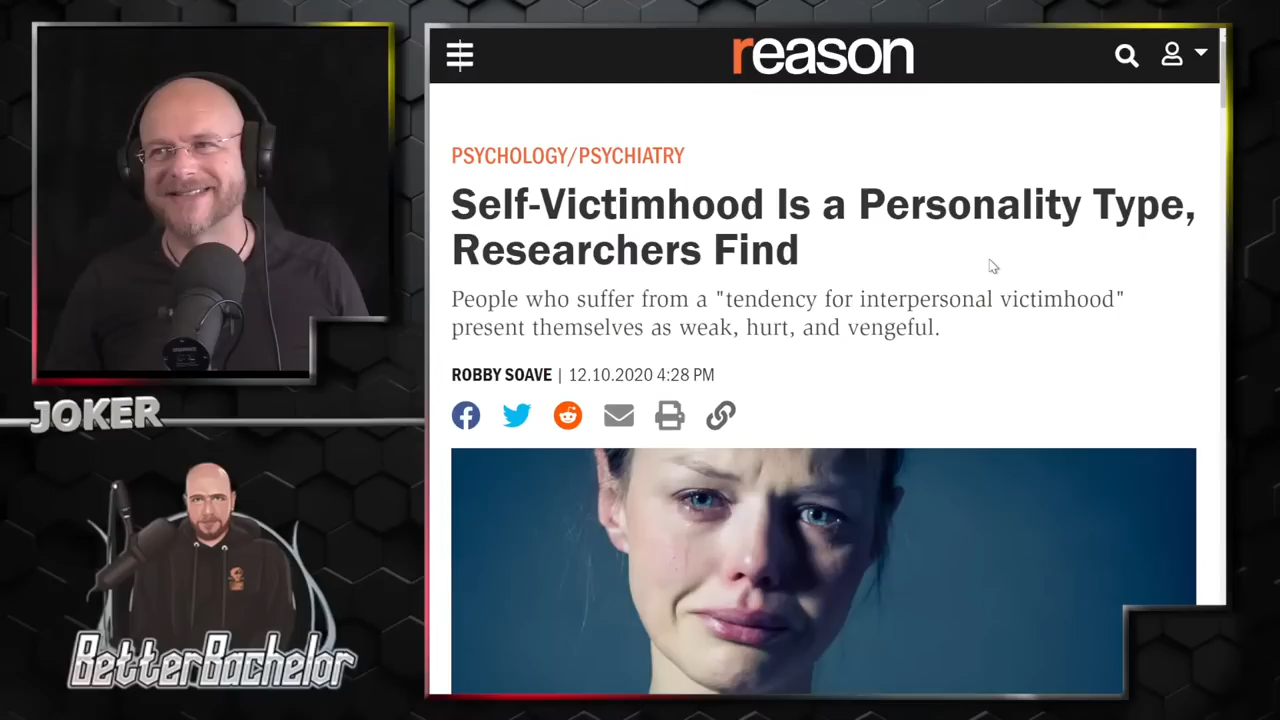 reason
PSYCHOLOGY/PSYCHIATRY
Self-Victimhood Is a Personality Type,
Researchers Find
People who suffer from a "tendency for interpersonal victimhood"
present themselves as weak, hurt, and vengeful.
ROBBY SOAVE | 12.10.2020 4:28 PM
JOKER
BetterBachelor